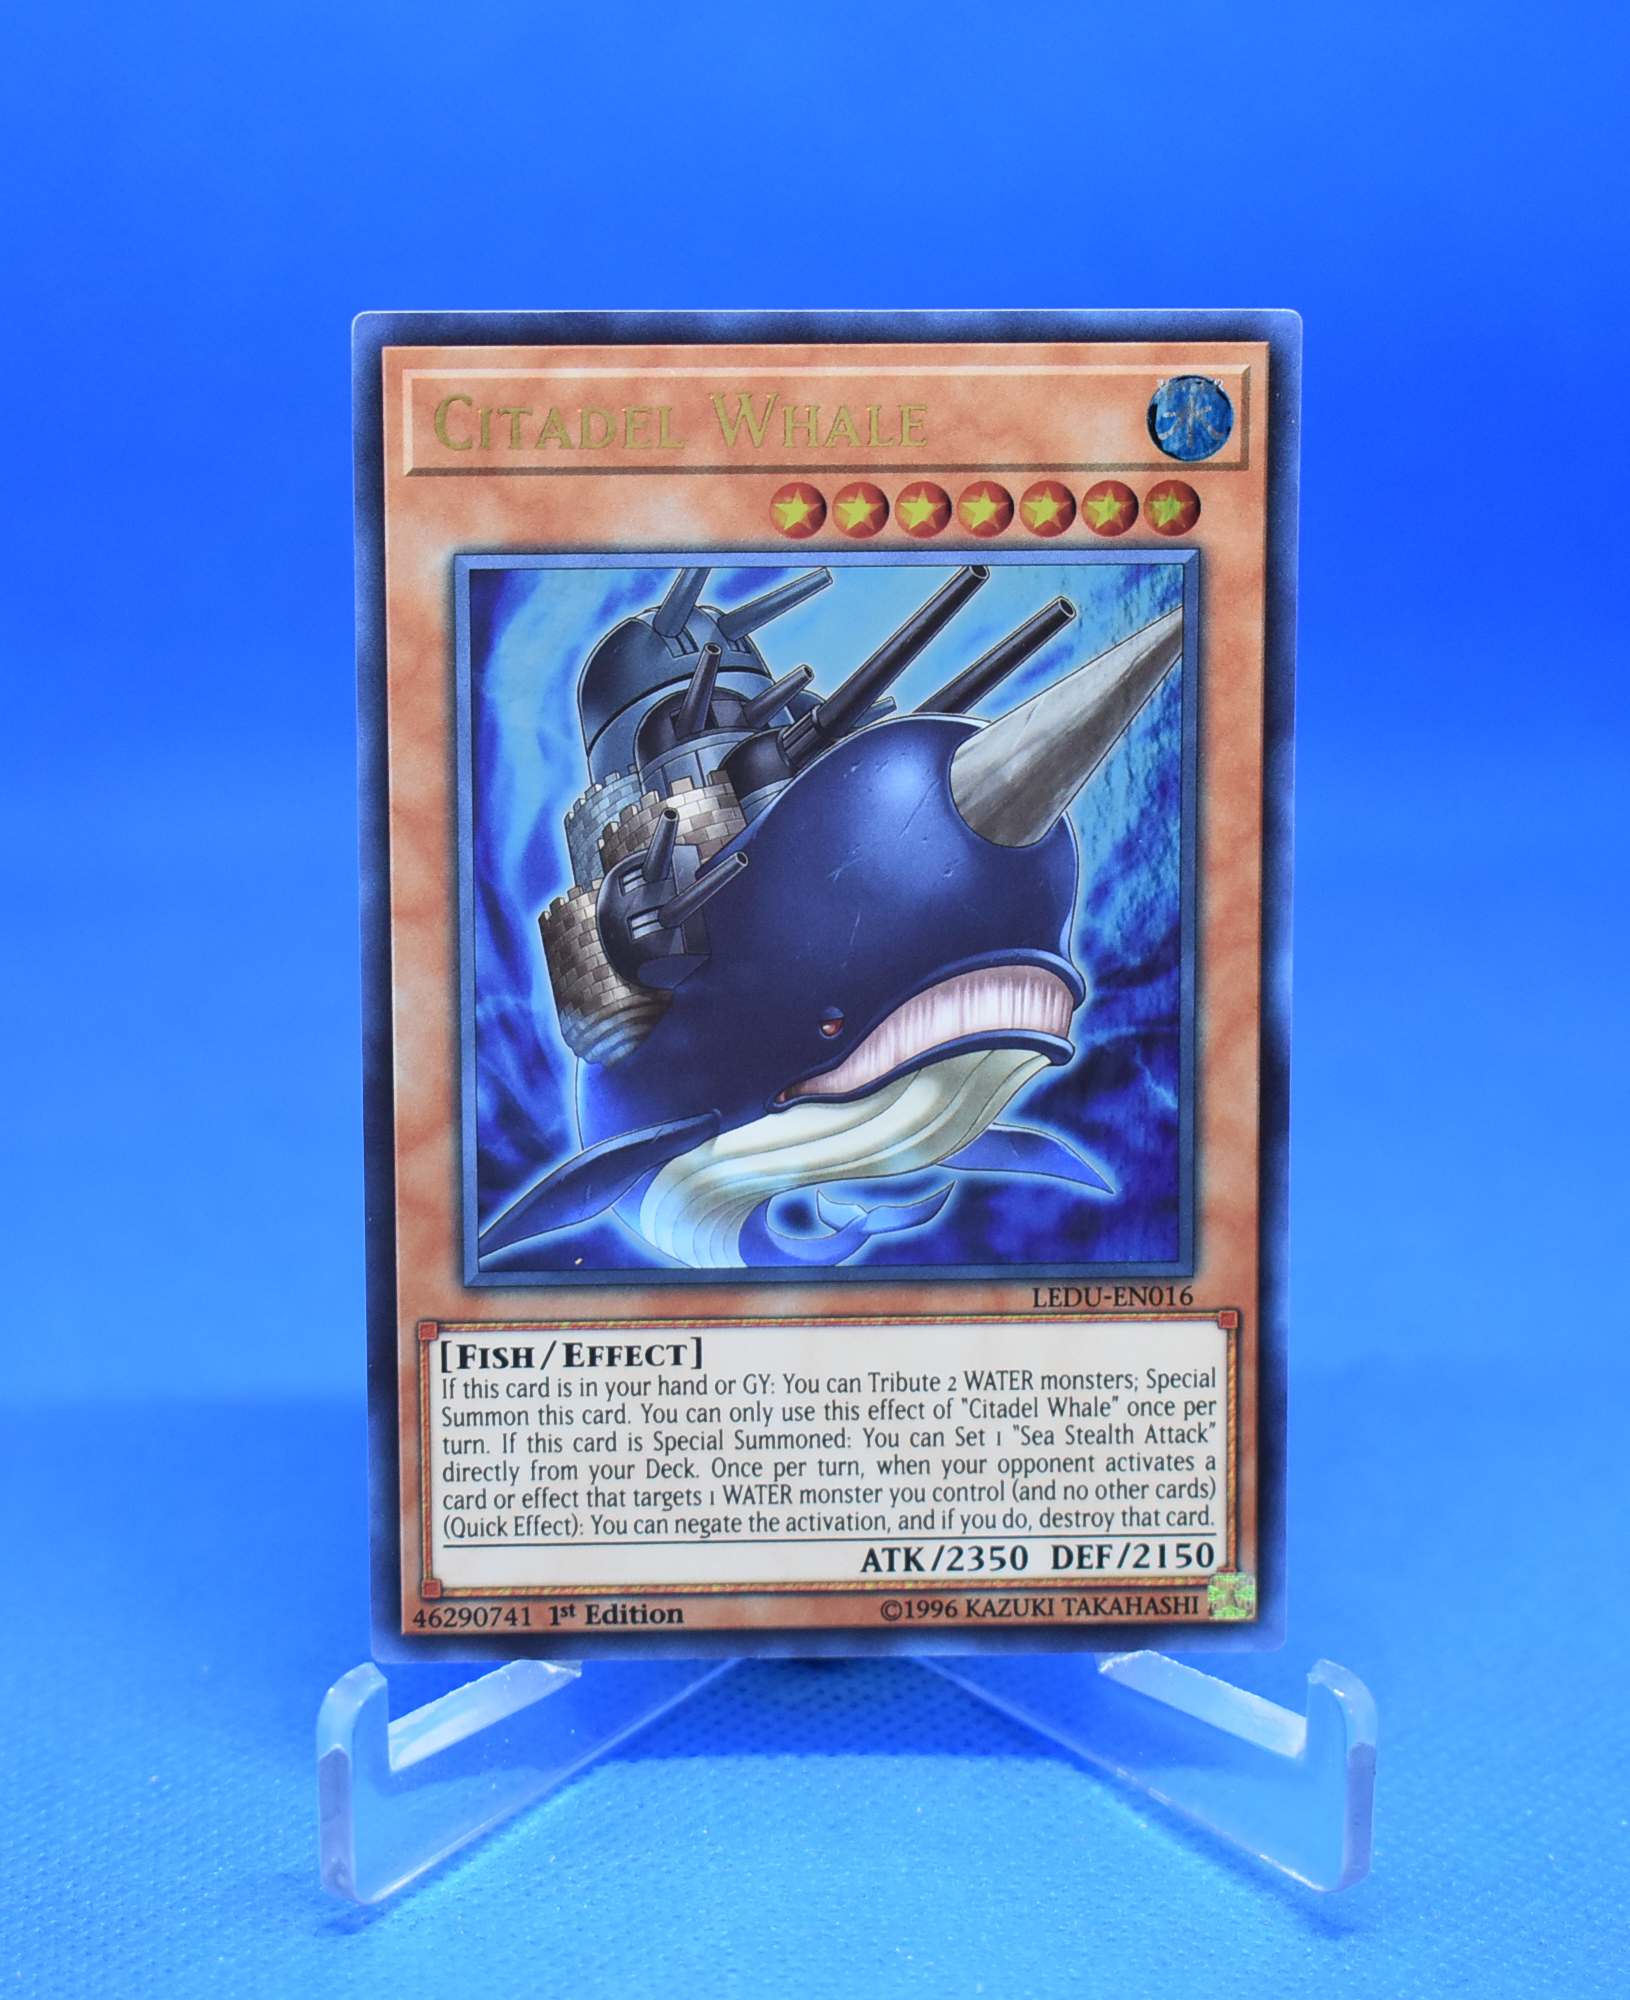 CITADEL WHALE
水
LEDU-EN016
[FISH/EFFECT]
If this card is in your hand or GY: You can Tribute 2 WATER monsters; Special
Summon this card. You can only use this effect of "Citadel Whale" once per
turn. If this card is Special Summoned: You can Set 1 "Sea Stealth Attack"
directly from your Deck. Once per turn, when your opponent activates a
card or effect that targets 1 WATER monster you control (and no other cards)
(Quick Effect): You can negate the activation, and if you do, destroy that card.
ATK/2350 DEF/2150
46290741 1st Edition ©1996 KAZUKI TAKAHASHI